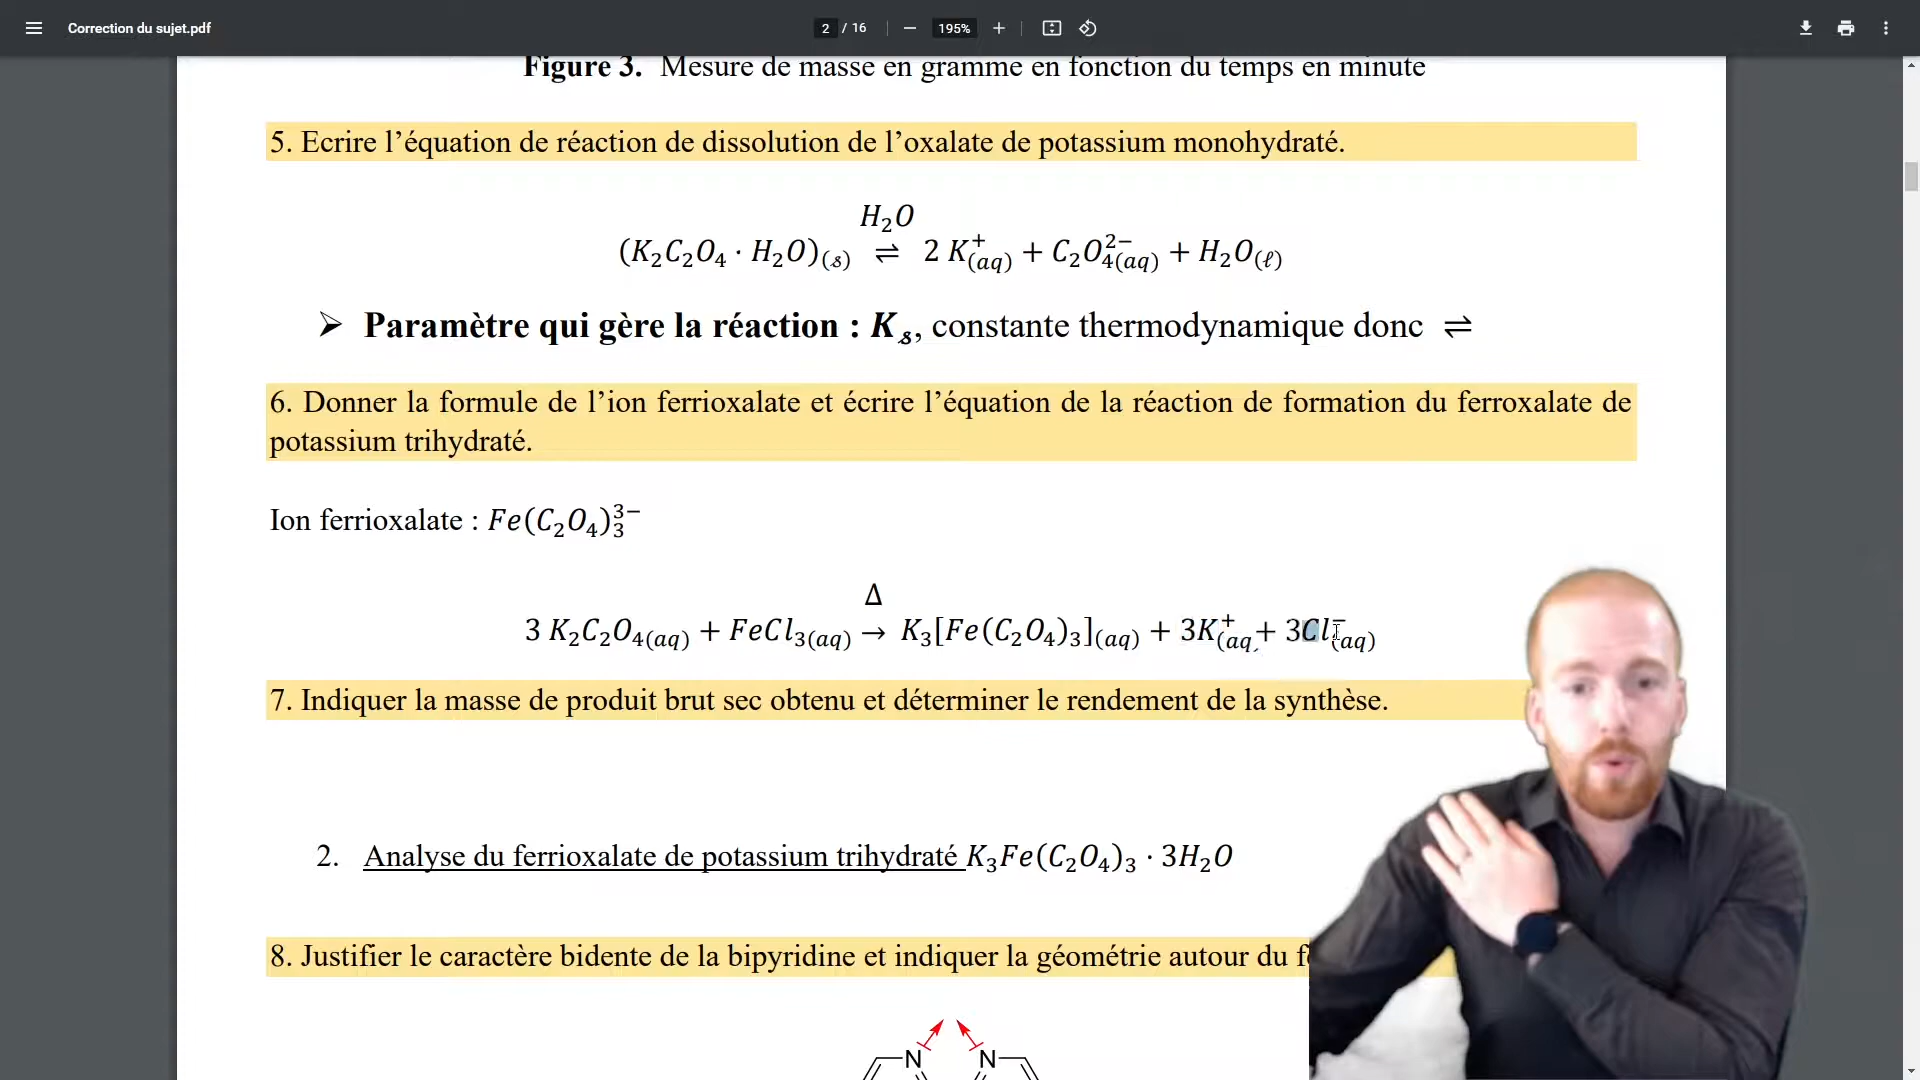 Correction du sujet.pdf
2 / 16
195%
Figure 3. Mesure de masse en gramme en fonction du temps en minute
5. Ecrire l’équation de réaction de dissolution de l’oxalate de potassium monohydraté.
H₂O
(K₂C₂O₄ · H₂O)₍ₛ₎ ⇌ 2 K⁺(aq) + C₂O₄²⁻(aq) + H₂O(ℓ)
➢ Paramètre qui gère la réaction : Kₛ, constante thermodynamique donc ⇌
6. Donner la formule de l’ion ferrioxalate et écrire l’équation de la réaction de formation du ferroxalate de
potassium trihydraté.
Ion ferrioxalate : Fe(C₂O₄)₃³⁻
Δ
3 K₂C₂O₄(aq) + FeCl₃(aq) → K₃[Fe(C₂O₄)₃](aq) + 3K⁺(aq) + 3Cl⁻(aq)
7. Indiquer la masse de produit brut sec obtenu et déterminer le rendement de la synthèse.
2. Analyse du ferrioxalate de potassium trihydraté K₃Fe(C₂O₄)₃ · 3H₂O
8. Justifier le caractère bidente de la bipyridine et indiquer la géométrie autour du
N N